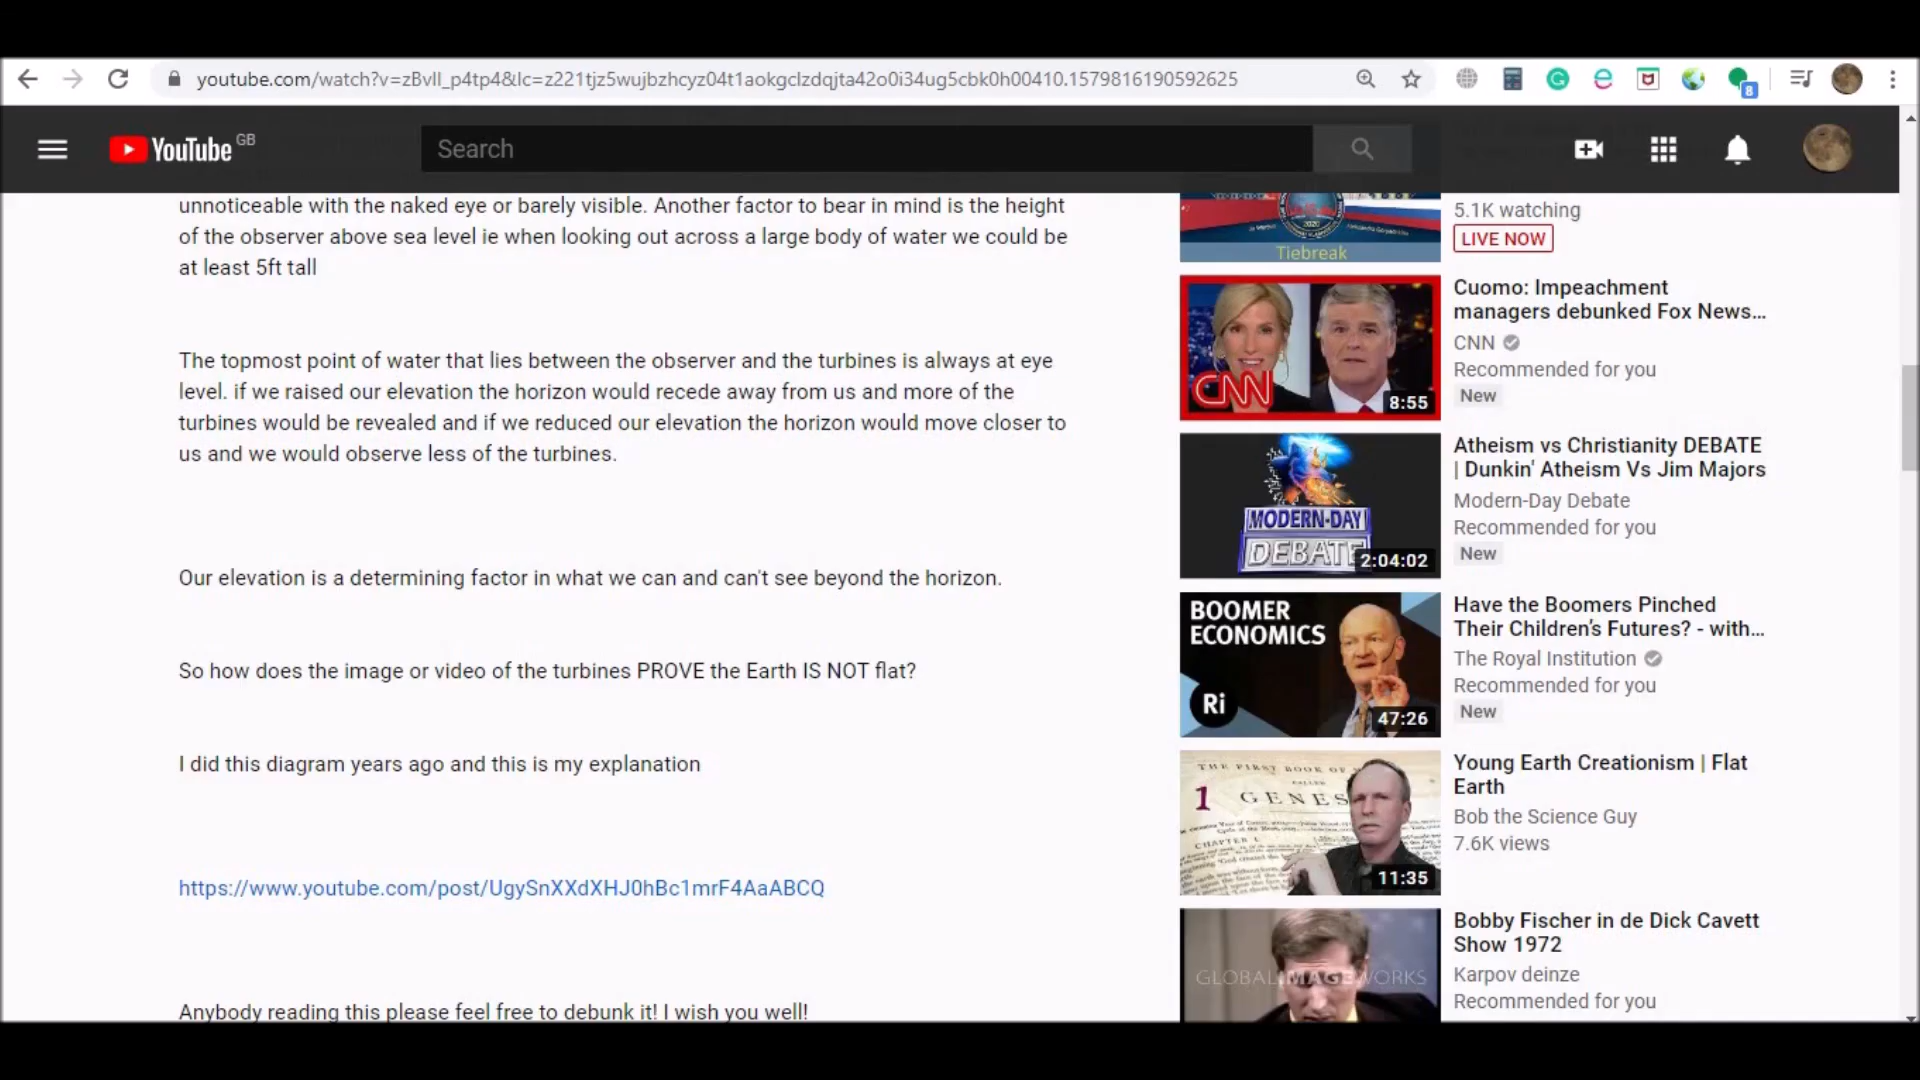 youtube.com/watch?v=zBvIl_p4tp4&lc=z221tjz5wujbzhcyz04t1aokgclzdqjta42o0i34ug5cbk0h00410.1579816190592625
8
YouTube GB
Search
unnoticeable with the naked eye or barely visible. Another factor to bear in mind is the height
of the observer above sea level ie when looking out across a large body of water we could be
at least 5ft tall
The topmost point of water that lies between the observer and the turbines is always at eye
level. if we raised our elevation the horizon would recede away from us and more of the
turbines would be revealed and if we reduced our elevation the horizon would move closer to
us and we would observe less of the turbines.
Our elevation is a determining factor in what we can and can't see beyond the horizon.
So how does the image or video of the turbines PROVE the Earth IS NOT flat?
I did this diagram years ago and this is my explanation
https://www.youtube.com/post/UgySnXXdXHJ0hBc1mrF4AaABCQ
Anybody reading this please feel free to debunk it! I wish you well!
Tiebreak
5.1K watching
LIVE NOW
CNN
8:55
Cuomo: Impeachment
managers debunked Fox News...
CNN
Recommended for you
New
MODERN-DAY
DEBATE
2:04:02
Atheism vs Christianity DEBATE
| Dunkin' Atheism Vs Jim Majors
Modern-Day Debate
Recommended for you
New
BOOMER
ECONOMICS
Ri
47:26
Have the Boomers Pinched
Their Children's Futures? - with...
The Royal Institution
Recommended for you
New
THE FIRST BOOK OF
1 GENES
CHAPTER 1
11:35
Young Earth Creationism | Flat
Earth
Bob the Science Guy
7.6K views
GLOBAL IMAGE WORKS
Bobby Fischer in de Dick Cavett
Show 1972
Karpov deinze
Recommended for you